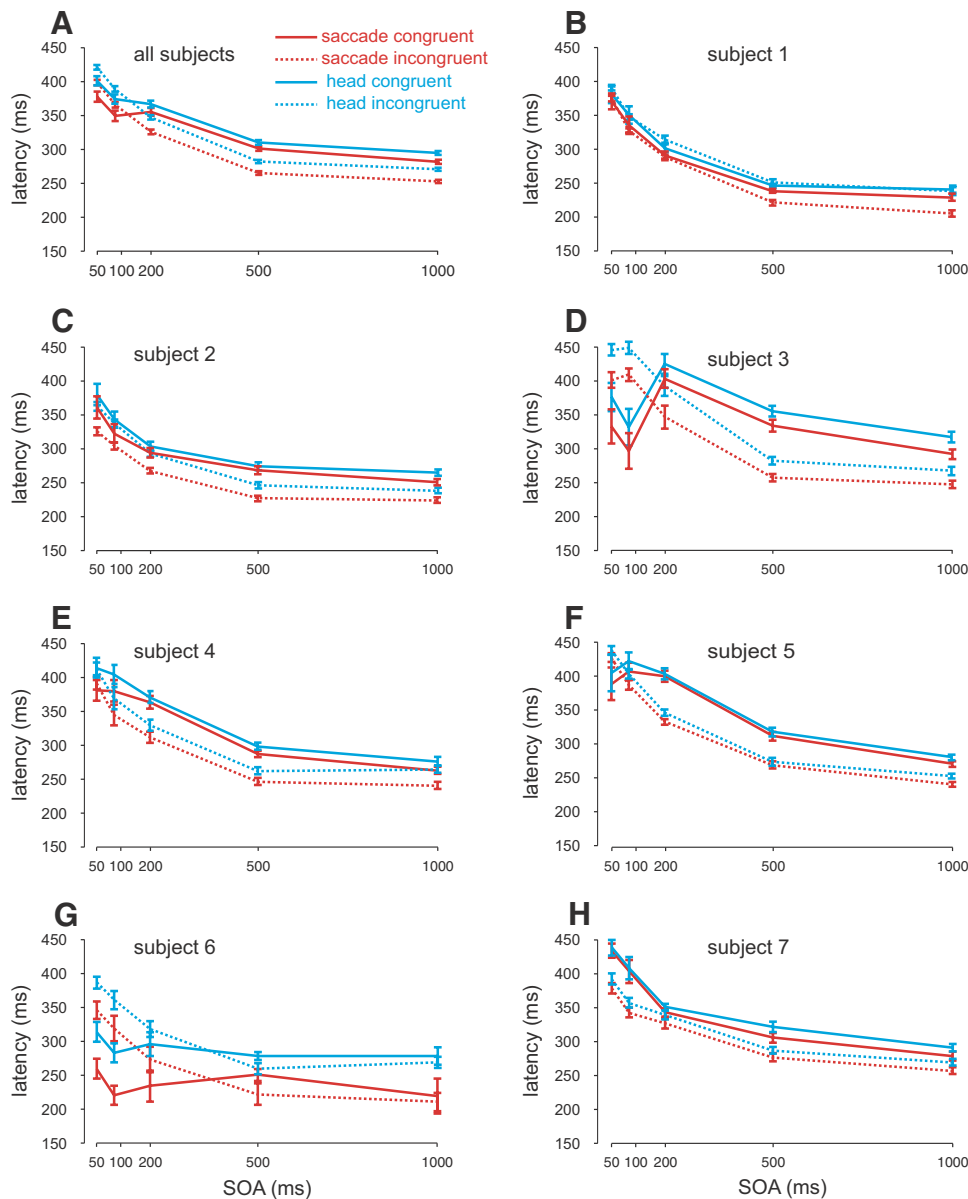 A
all subjects
saccade congruent
saccade incongruent
head congruent
head incongruent
latency (ms)
450
400
350
300
250
200
150
50 100 200 500 1000
SOA (ms)
B
subject 1
latency (ms)
450
400
350
300
250
200
150
50 100 200 500 1000
SOA (ms)
C
subject 2
latency (ms)
450
400
350
300
250
200
150
50 100 200 500 1000
D
subject 3
latency (ms)
450
400
350
300
250
200
150
50 100 200 500 1000
E
subject 4
latency (ms)
450
400
350
300
250
200
150
50 100 200 500 1000
F
subject 5
latency (ms)
450
400
350
300
250
200
150
50 100 200 500 1000
G
subject 6
latency (ms)
450
400
350
300
250
200
150
50 100 200 500 1000
SOA (ms)
H
subject 7
latency (ms)
450
400
350
300
250
200
150
50 100 200 500 1000
SOA (ms)